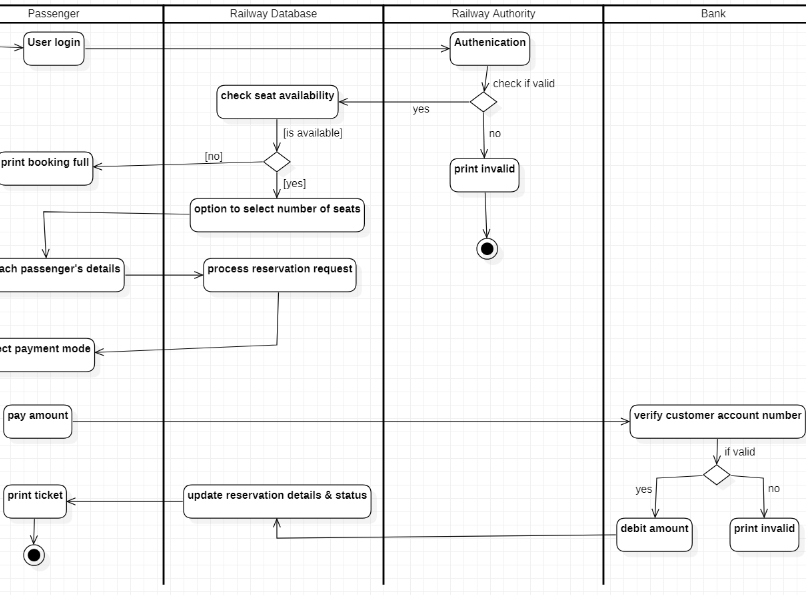 Passenger
Railway Database
Railway Authority
Bank
User login
Authenication
check if valid
check seat availability
yes
[is available]
no
print booking full
[no]
print invalid
[yes]
option to select number of seats
passenger's details
process reservation request
payment mode
pay amount
verify customer account number
if valid
yes
no
print ticket
update reservation details & status
debit amount
print invalid